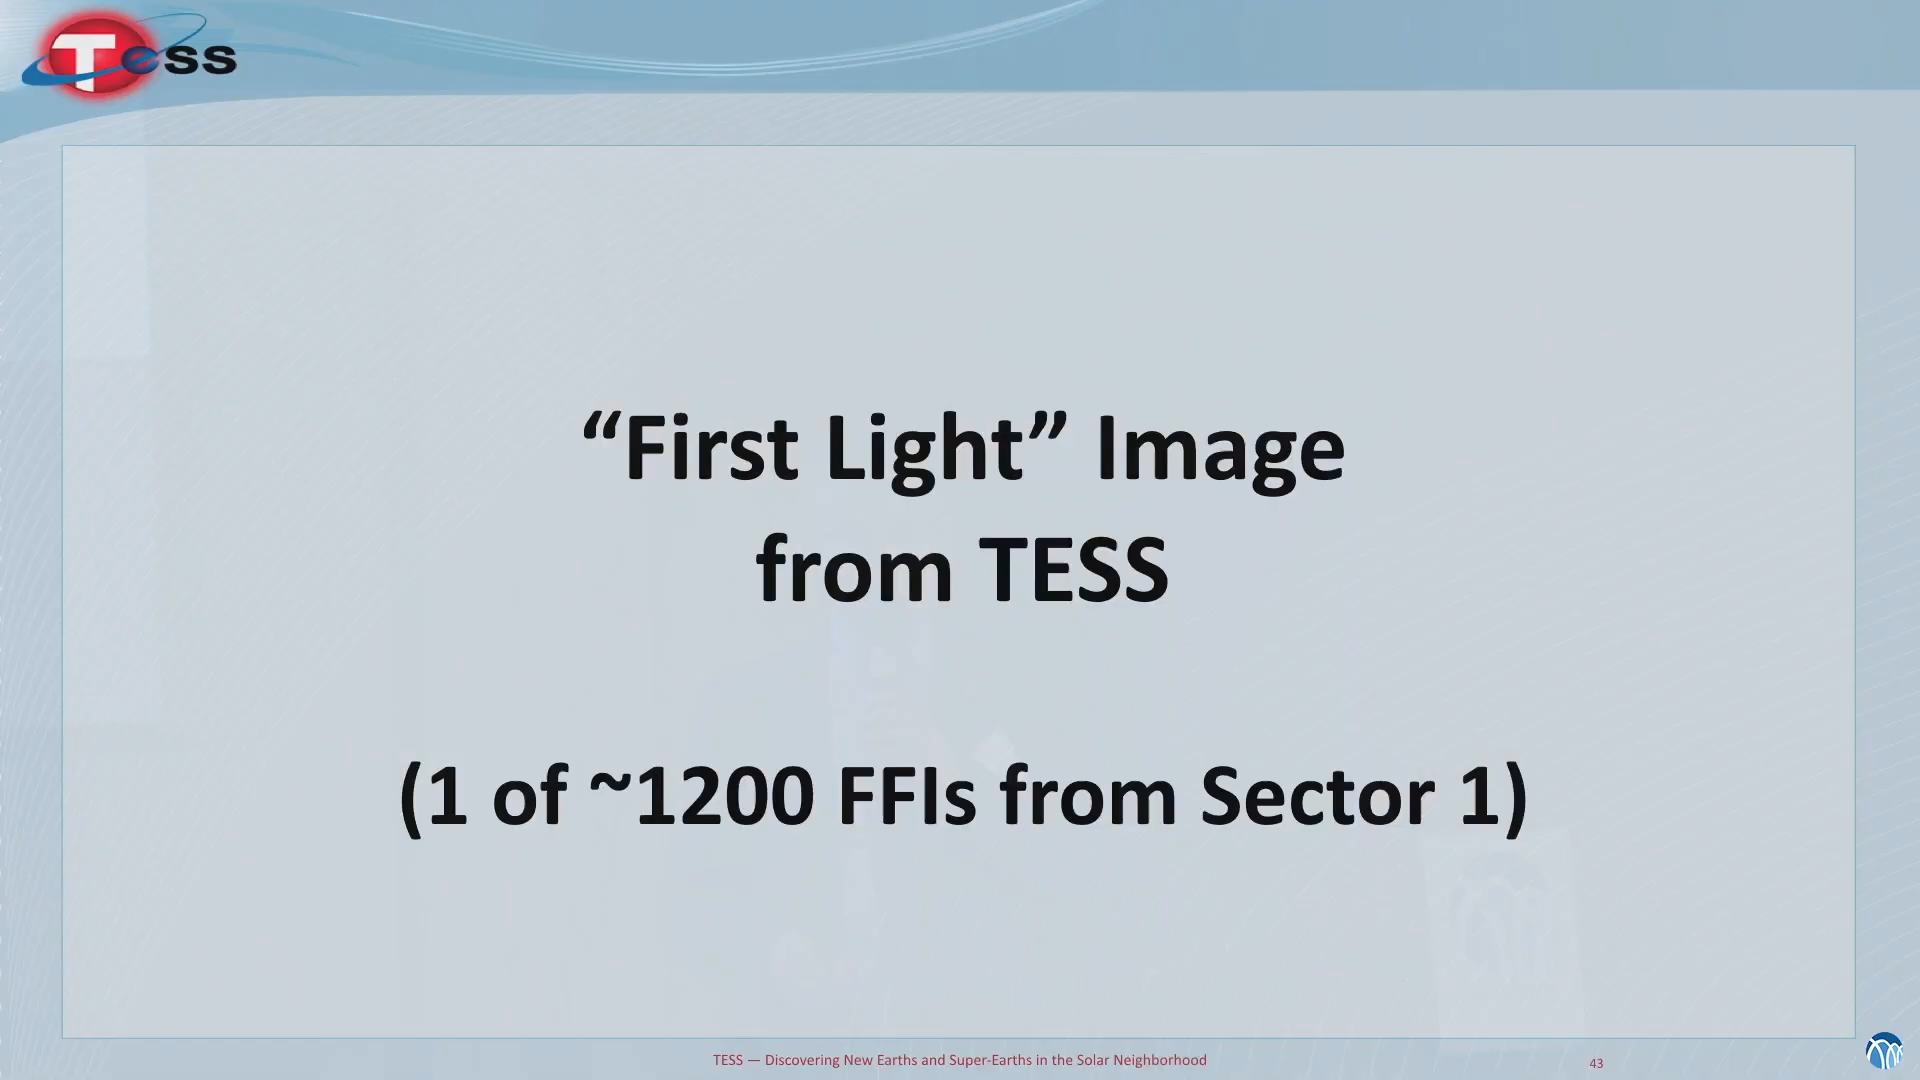 Tess
“First Light” Image
from TESS
(1 of ~1200 FFIs from Sector 1)
TESS — Discovering New Earths and Super-Earths in the Solar Neighborhood
43